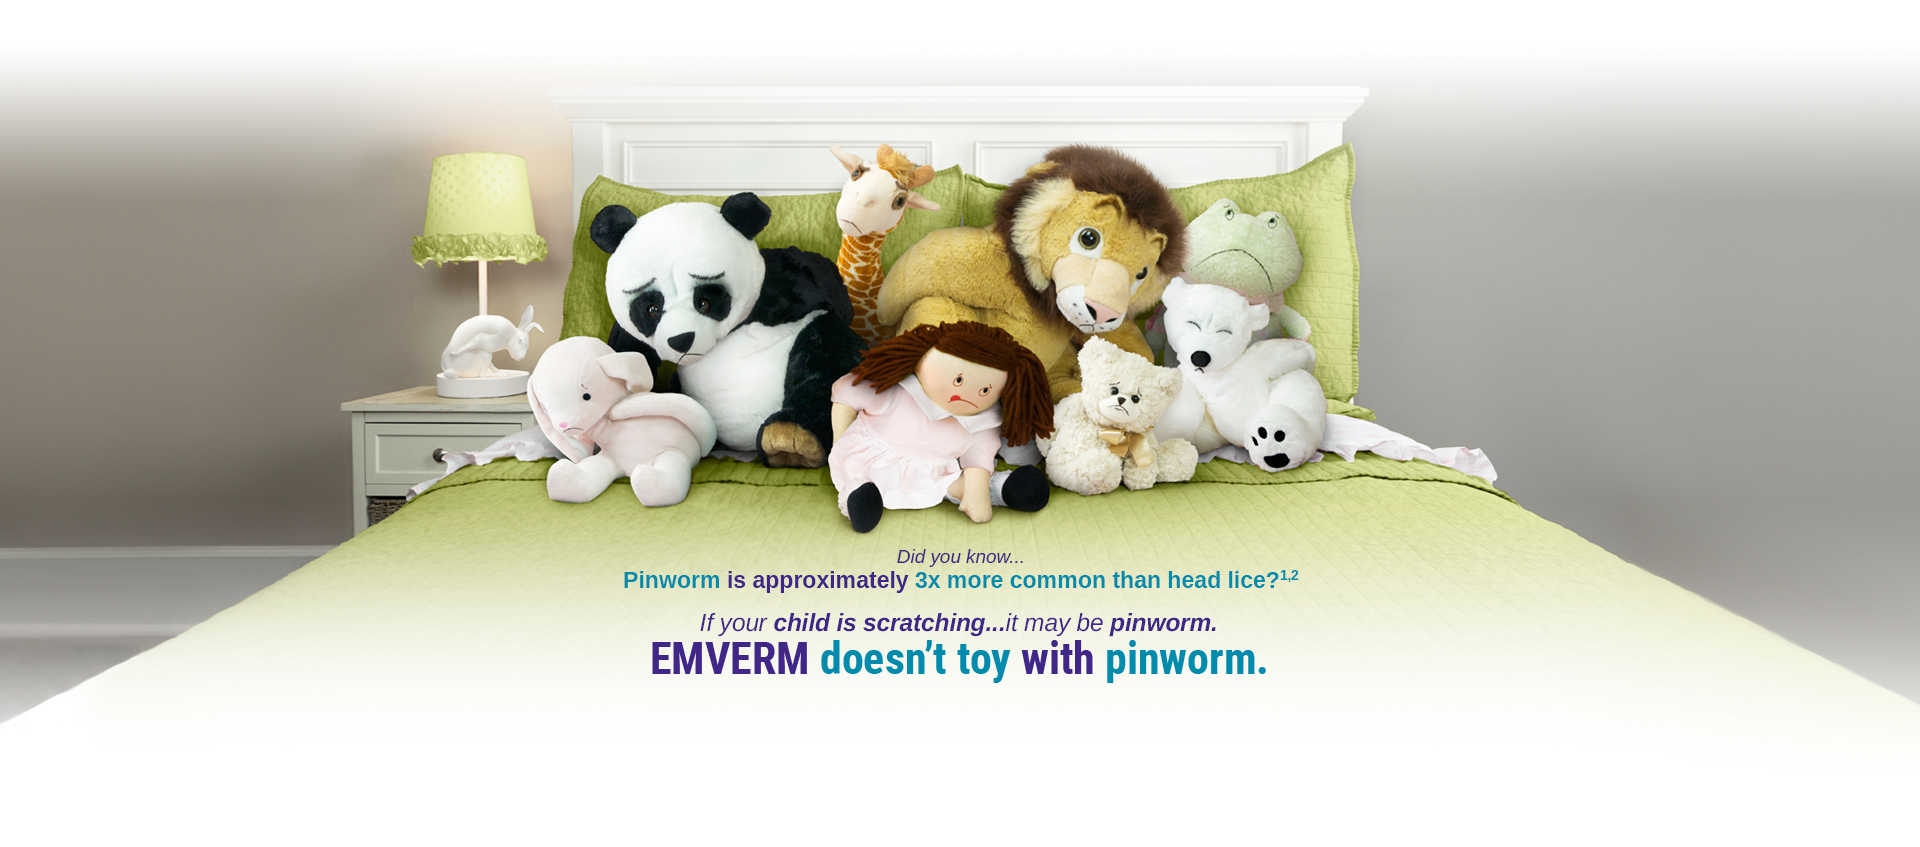 Did you know...
Pinworm is approximately 3x more common than head lice?1,2
If your child is scratching...it may be pinworm.
EMVERM doesn’t toy with pinworm.